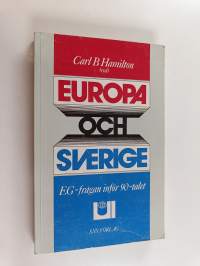 Carl B Hamilton
(red)
EUROPA
OCH
SVERIGE
EG-frågan inför 90-talet
UI
SNS FÖRLAG